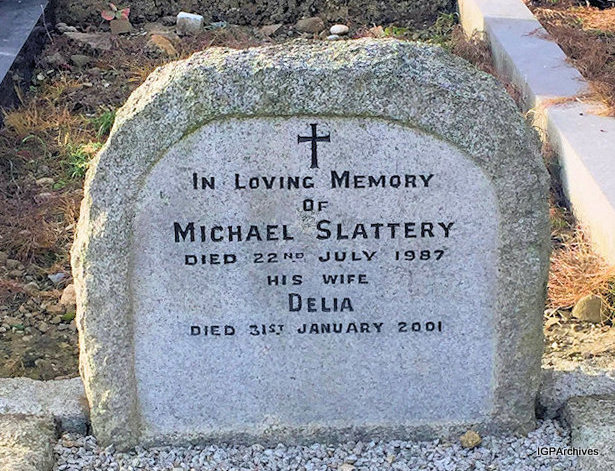 In Loving Memory
of
Michael Slattery
died 22nd July 1987
his wife
Delia
died 31st January 2001
IGPArchives